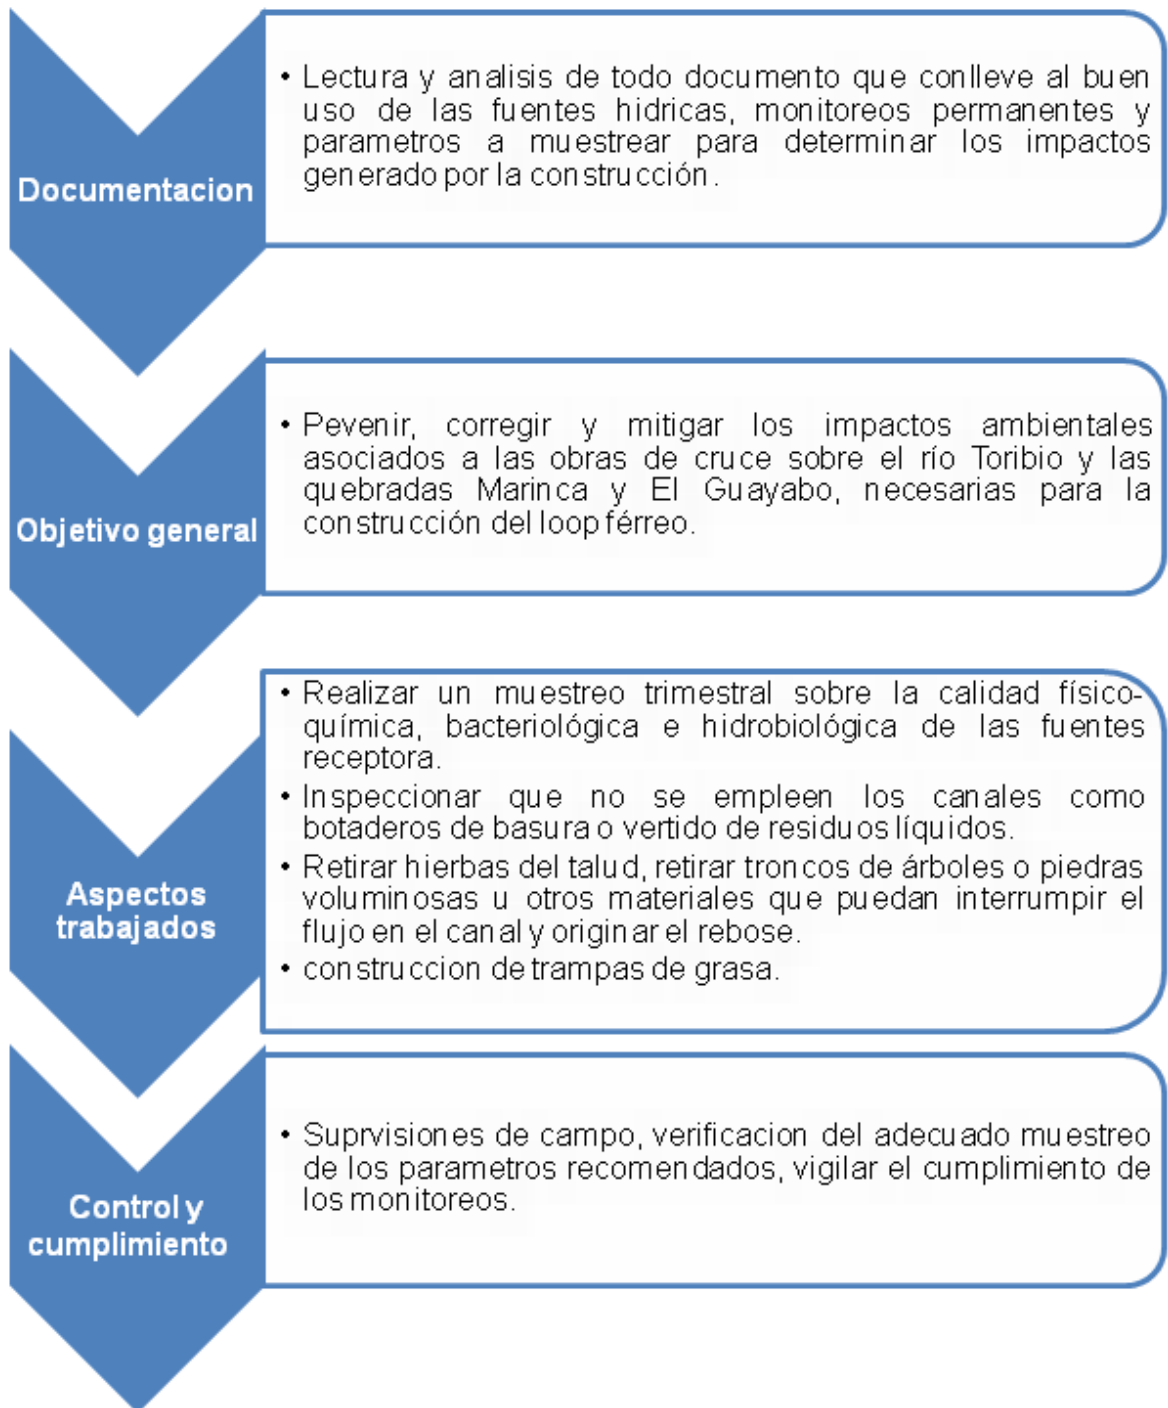 Documentacion
• Lectura y analisis de todo documento que conlleve al buen
uso de las fuentes hídricas, monitoreos permanentes y
parametros a muestrear para determinar los impactos
generado por la construcción.
Objetivo general
• Pevenir, corregir y mitigar los impactos ambientales
asociados a las obras de cruce sobre el río Toribio y las
quebradas Marinca y El Guayabo, necesarias para la
construcción del loop férreo.
Aspectos
trabajados
• Realizar un muestreo trimestral sobre la calidad físico-
química, bacteriológica e hidrobiológica de las fuentes
receptora.
• Inspeccionar que no se empleen los canales como
botaderos de basura o vertido de residuos líquidos.
• Retirar hierbas del talud, retirar troncos de árboles o piedras
voluminosas u otros materiales que puedan interrumpir el
flujo en el canal y originar el rebose.
• construccion de trampas de grasa.
Control y
cumplimiento
• Suprvisiones de campo, verificacion del adecuado muestreo
de los parametros recomendados, vigilar el cumplimiento de
los monitoreos.